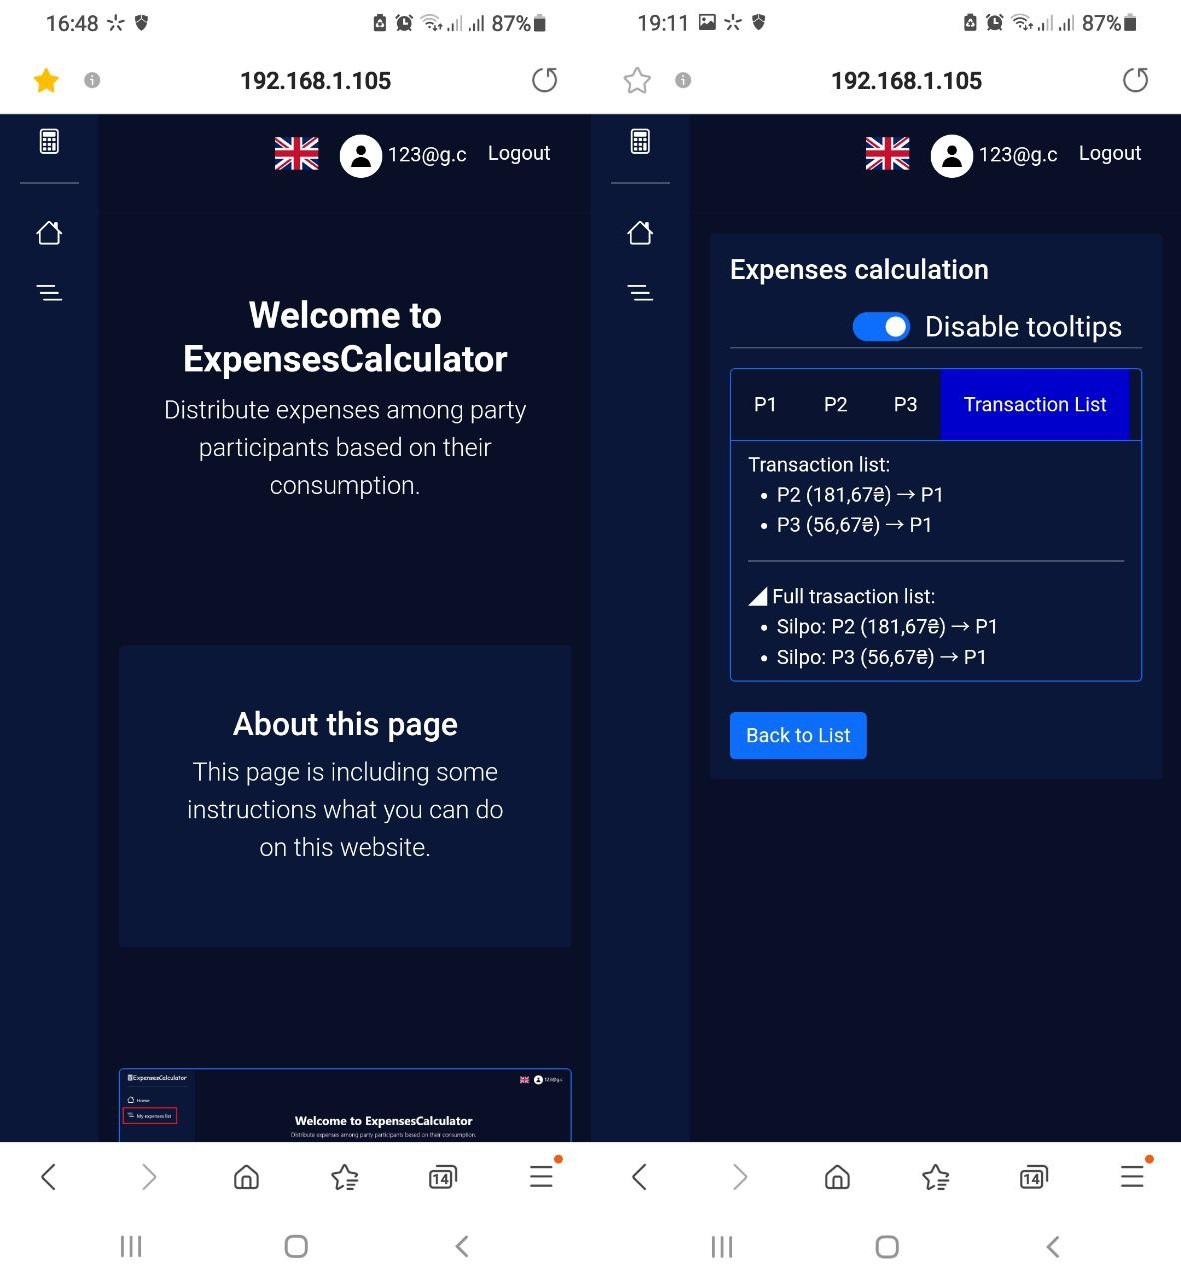 16:48
87%
192.168.1.105
123@g.c
Logout
Welcome to
ExpensesCalculator
Distribute expenses among party
participants based on their
consumption.
About this page
This page is including some
instructions what you can do
on this website.
ExpensesCalculator
123@g.c
Home
My expenses list
Welcome to ExpensesCalculator
Distribute expenses among party participants based on their consumption.
14
19:11
87%
192.168.1.105
123@g.c
Logout
Expenses calculation
Disable tooltips
P1
P2
P3
Transaction List
Transaction list:
• P2 (181,67₴) → P1
• P3 (56,67₴) → P1
Full trasaction list:
• Silpo: P2 (181,67₴) → P1
• Silpo: P3 (56,67₴) → P1
Back to List
14